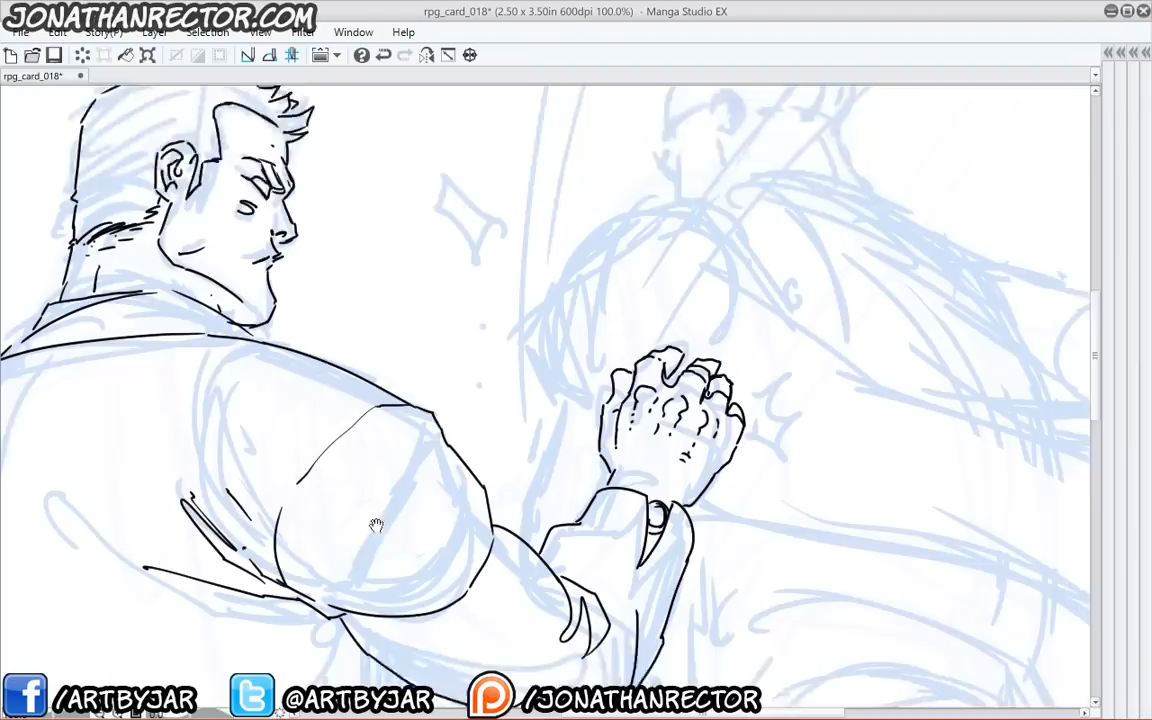 JONATHANRECTOR.COM
rpg_card_018* (2.50 x 3.50in 600dpi 100.0%) - Manga Studio EX
File Edit Story(P) Layer Selection View Filter Window Help
rpg_card_018*
/ARTBYJAR
@ARTBYJAR
/JONATHANRECTOR